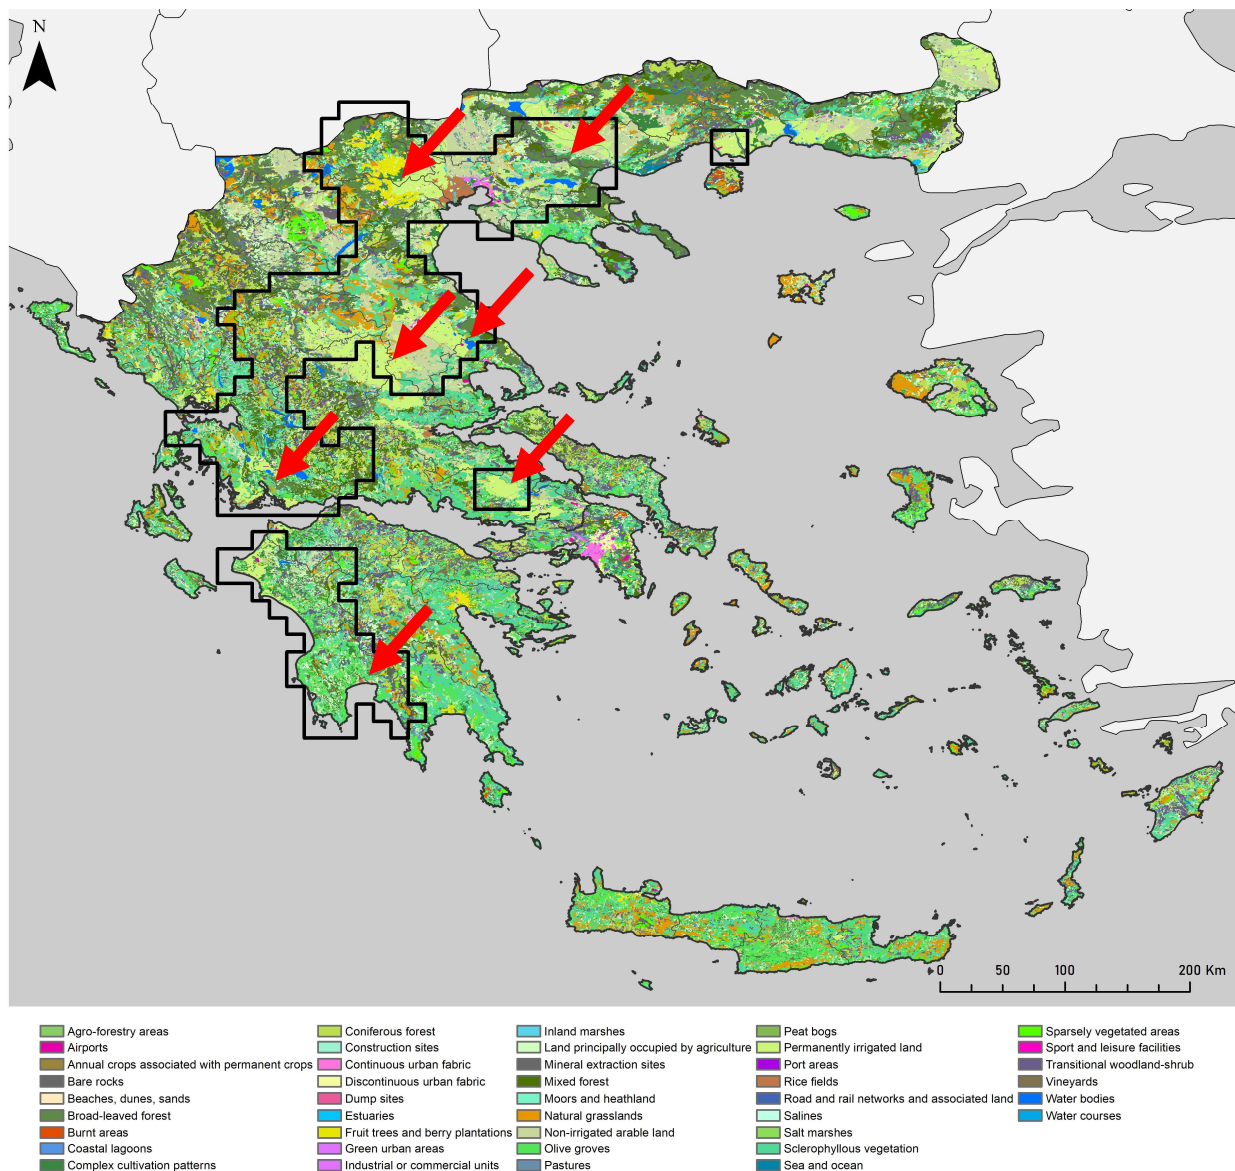 N
0 50 100 200 Km
Agro-forestry areas
Airports
Annual crops associated with permanent crops
Bare rocks
Beaches, dunes, sands
Broad-leaved forest
Burnt areas
Coastal lagoons
Complex cultivation patterns
Coniferous forest
Construction sites
Continuous urban fabric
Discontinuous urban fabric
Dump sites
Estuaries
Fruit trees and berry plantations
Green urban areas
Industrial or commercial units
Inland marshes
Land principally occupied by agriculture
Mineral extraction sites
Mixed forest
Moors and heathland
Natural grasslands
Non-irrigated arable land
Olive groves
Pastures
Peat bogs
Permanently irrigated land
Port areas
Rice fields
Road and rail networks and associated land
Salines
Salt marshes
Sclerophyllous vegetation
Sea and ocean
Sparsely vegetated areas
Sport and leisure facilities
Transitional woodland-shrub
Vineyards
Water bodies
Water courses